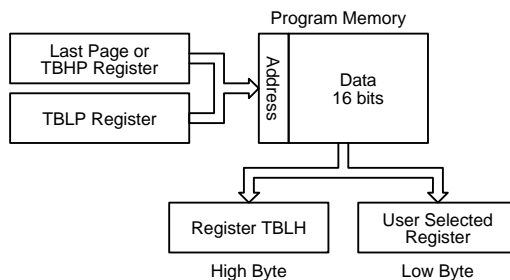 Program Memory
Last Page or
TBHP Register
TBLP Register
Address
Data
16 bits
Register TBLH
User Selected
Register
High Byte
Low Byte